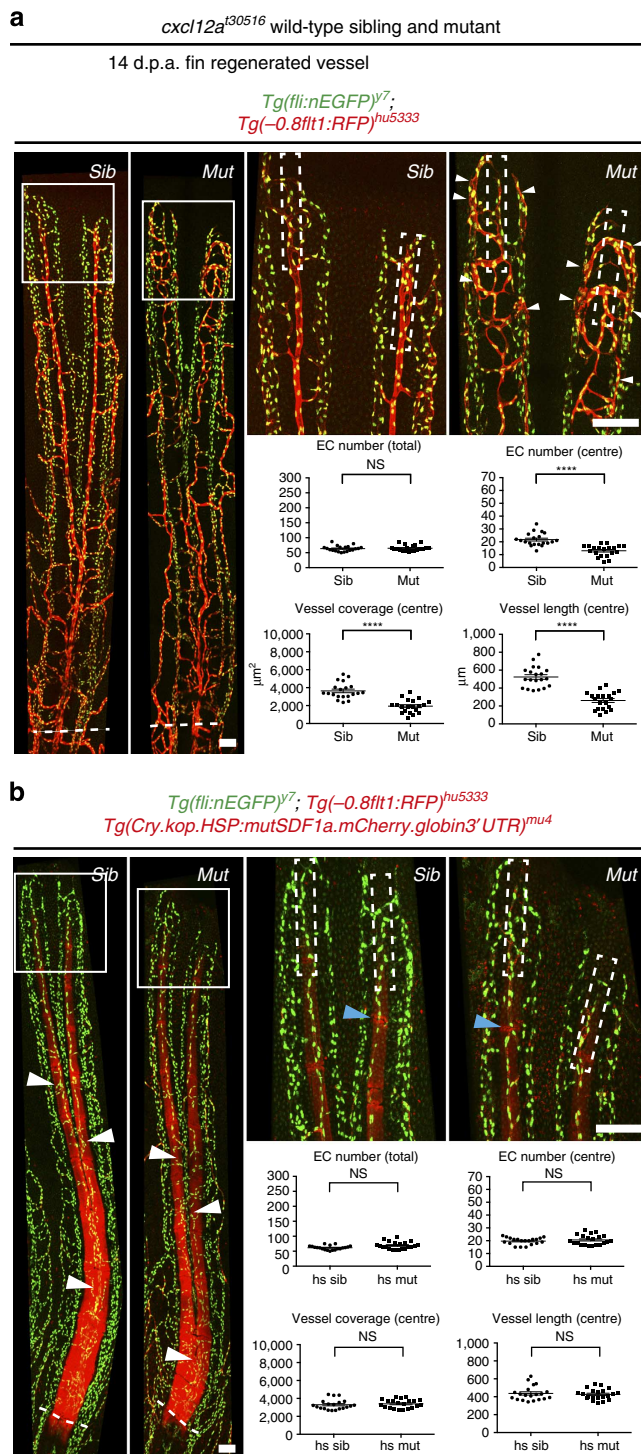 a
cxcl12a^t30516 wild-type sibling and mutant
14 d.p.a. fin regenerated vessel
Tg(fli:nEGFP)^y7;
Tg(–0.8flt1:RFP)^hu5333
Sib
Mut
Sib
Mut
EC number (total)
NS
300
250
200
150
100
50
0
Sib
Mut
EC number (centre)
****
70
60
50
40
30
20
10
0
Sib
Mut
Vessel coverage (centre)
****
10,000
8,000
6,000
4,000
2,000
0
μm²
Sib
Mut
Vessel length (centre)
****
1,000
800
600
400
200
0
μm
Sib
Mut
b
Tg(fli:nEGFP)^y7; Tg(–0.8flt1:RFP)^hu5333
Tg(Cry.kop.HSP:mutSDF1a.mCherry.globin3′UTR)^mu4
Sib
Mut
Sib
Mut
EC number (total)
NS
300
250
200
150
100
50
0
hs sib
hs mut
EC number (centre)
NS
70
60
50
40
30
20
10
0
hs sib
hs mut
Vessel coverage (centre)
NS
10,000
8,000
6,000
4,000
2,000
0
hs sib
hs mut
Vessel length (centre)
NS
1,000
800
600
400
200
0
hs sib
hs mut